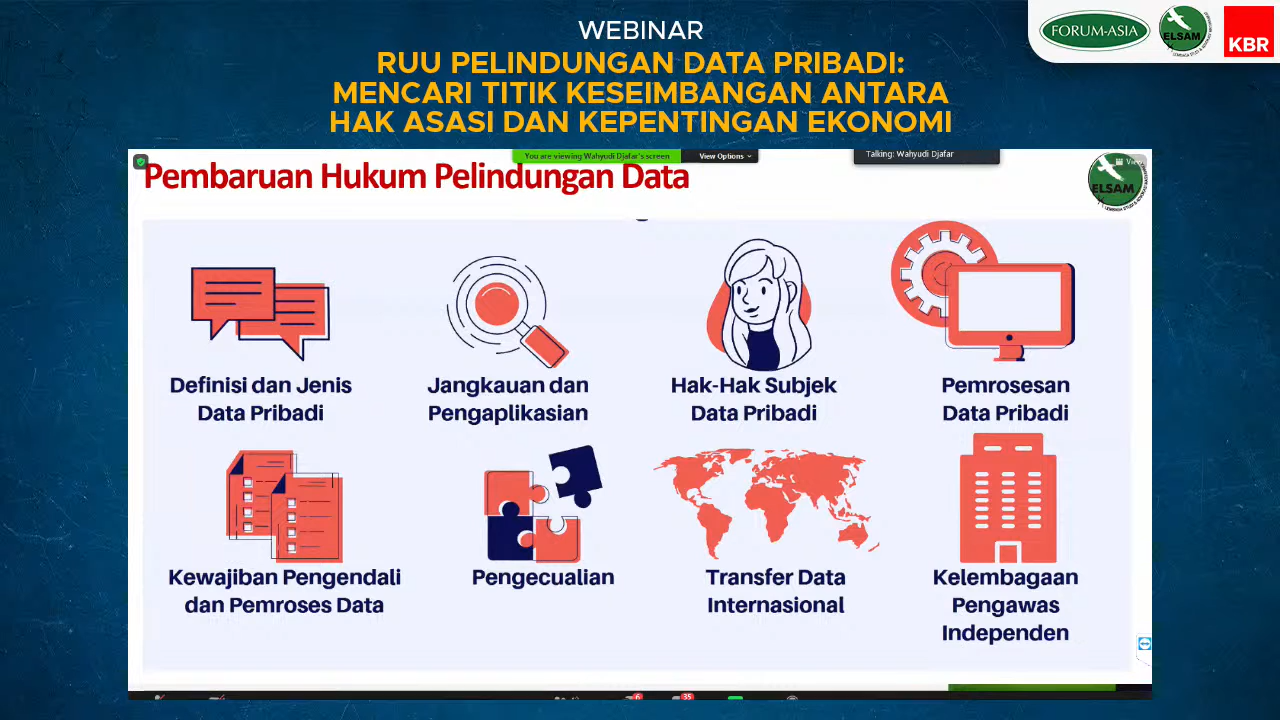 WEBINAR
RUU PELINDUNGAN DATA PRIBADI:
MENCARI TITIK KESEIMBANGAN ANTARA
HAK ASASI DAN KEPENTINGAN EKONOMI
FORUM-ASIA
ELSAM
KBR
You are viewing Wahyudi Djafar's screen
View Options
Talking: Wahyudi Djafar
View
Pembaruan Hukum Pelindungan Data
ELSAM
Definisi dan Jenis
Data Pribadi
Jangkauan dan
Pengaplikasian
Hak-Hak Subjek
Data Pribadi
Pemrosesan
Data Pribadi
Kewajiban Pengendali
dan Pemroses Data
Pengecualian
Transfer Data
Internasional
Kelembagaan
Pengawas
Independen
6
35